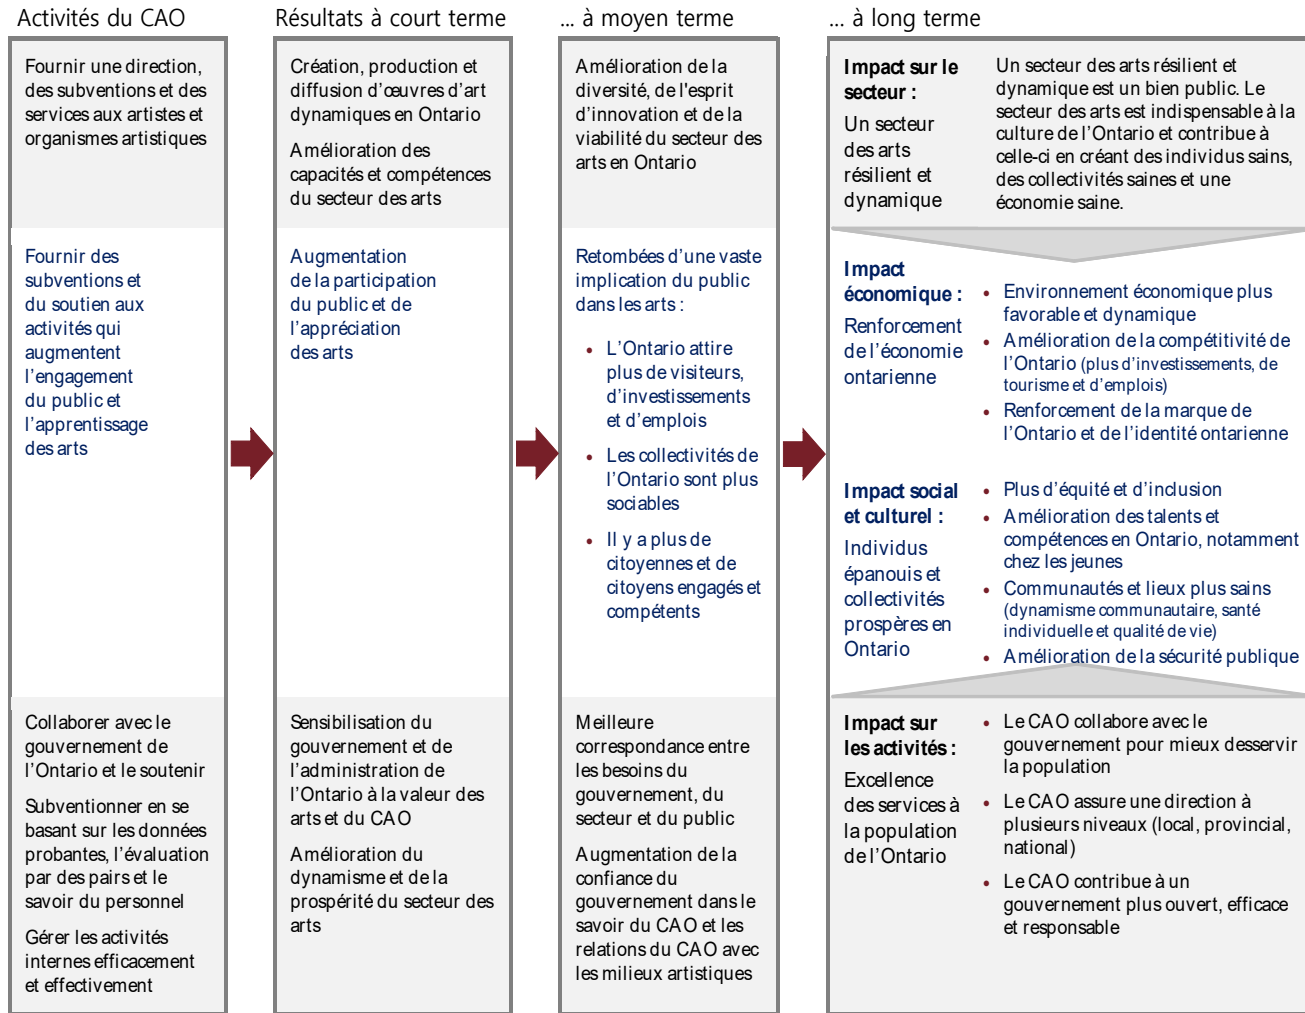 Activités du CAO
Fournir une direction,
des subventions et des
services aux artistes et
organismes artistiques
Fournir des
subventions et
du soutien aux
activités qui
augmentent
l'engagement
du public et
l'apprentissage
des arts
Collaborer avec le
gouvernement de
l'Ontario et le soutenir
Subventionner en se
basant sur les données
probantes, l'évaluation
par des pairs et le
savoir du personnel
Gérer les activités
internes efficacement
et effectivement
Résultats à court terme
Création, production et
diffusion d'œuvres d'art
dynamiques en Ontario
Amélioration des
capacités et compétences
du secteur des arts
Augmentation
de la participation
du public et de
l'appréciation
des arts
Sensibilisation du
gouvernement et de
l'administration de
l'Ontario à la valeur des
arts et du CAO
Amélioration du
dynamisme et de la
prospérité du secteur des
arts
... à moyen terme
Amélioration de la
diversité, de l'esprit
d'innovation et de la
viabilité du secteur des
arts en Ontario
Retombées d'une vaste
implication du public
dans les arts :
• L'Ontario attire
plus de visiteurs,
d'investissements
et d'emplois
• Les collectivités de
l'Ontario sont plus
sociables
• Il y a plus de
citoyennes et de
citoyens engagés et
compétents
Meilleure
correspondance entre
les besoins du
gouvernement, du
secteur et du public
Augmentation de la
confiance du
gouvernement dans le
savoir du CAO et les
relations du CAO avec
les milieux artistiques
... à long terme
Impact sur le
secteur :
Un secteur
des arts
résilient et
dynamique
Un secteur des arts résilient et
dynamique est un bien public. Le
secteur des arts est indispensable à la
culture de l'Ontario et contribue à
celle-ci en créant des individus sains,
des collectivités saines et une
économie saine.
Impact
économique :
Renforcement
de l'économie
ontarienne
• Environnement économique plus
favorable et dynamique
• Amélioration de la compétitivité de
l'Ontario (plus d'investissements, de
tourisme et d'emplois)
• Renforcement de la marque de
l'Ontario et de l'identité ontarienne
Impact social
et culturel :
Individus
épanouis et
collectivités
prospères en
Ontario
• Plus d'équité et d'inclusion
• Amélioration des talents et
compétences en Ontario, notamment
chez les jeunes
• Communautés et lieux plus sains
(dynamisme communautaire, santé
individuelle et qualité de vie)
• Amélioration de la sécurité publique
Impact sur
les activités :
Excellence
des services à
la population
de l'Ontario
• Le CAO collabore avec le
gouvernement pour mieux desservir
la population
• Le CAO assure une direction à
plusieurs niveaux (local, provincial,
national)
• Le CAO contribue à un
gouvernement plus ouvert, efficace
et responsable